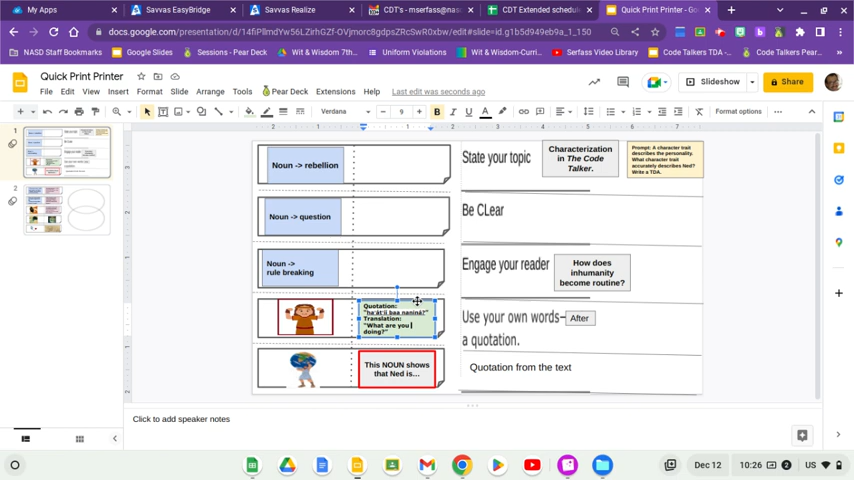 My Apps
Savvas EasyBridge
Savvas Realize
CDT's - mserfass@nas
CDT Extended schedule
Quick Print Printer - Go
docs.google.com/presentation/d/14fiPllmdYw56LZirhGZf-OVjmorc8gdpsZRcSwR0xbw/edit#slide=id.g1b5d949eb9a_1_150
NASD Staff Bookmarks
Google Slides
Sessions - Pear Deck
Wit & Wisdom 7th...
Uniform Violations
Wit & Wisdom-Curri...
Serfass Video Library
Code Talkers TDA -...
Code Talkers Pear...
Quick Print Printer
File Edit View Insert Format Slide Arrange Tools Pear Deck Extensions Help Last edit was seconds ago
Slideshow
Share
Verdana
9
Format options
Noun -> rebellion
Noun -> question
Noun ->
rule breaking
Quotation:
Translation:
"What are you
doing?"
This NOUN shows
that Ned is...
State your topic
Characterization
in The Code
Talker.
Prompt: A character trait
describes the personality.
What character trait
accurately describes Ned?
Write a TDA.
Be CLear
Engage your reader
How does
inhumanity
become routine?
Use your own words-
After
a quotation.
Quotation from the text
Click to add speaker notes
Dec 12
10:26
2
US